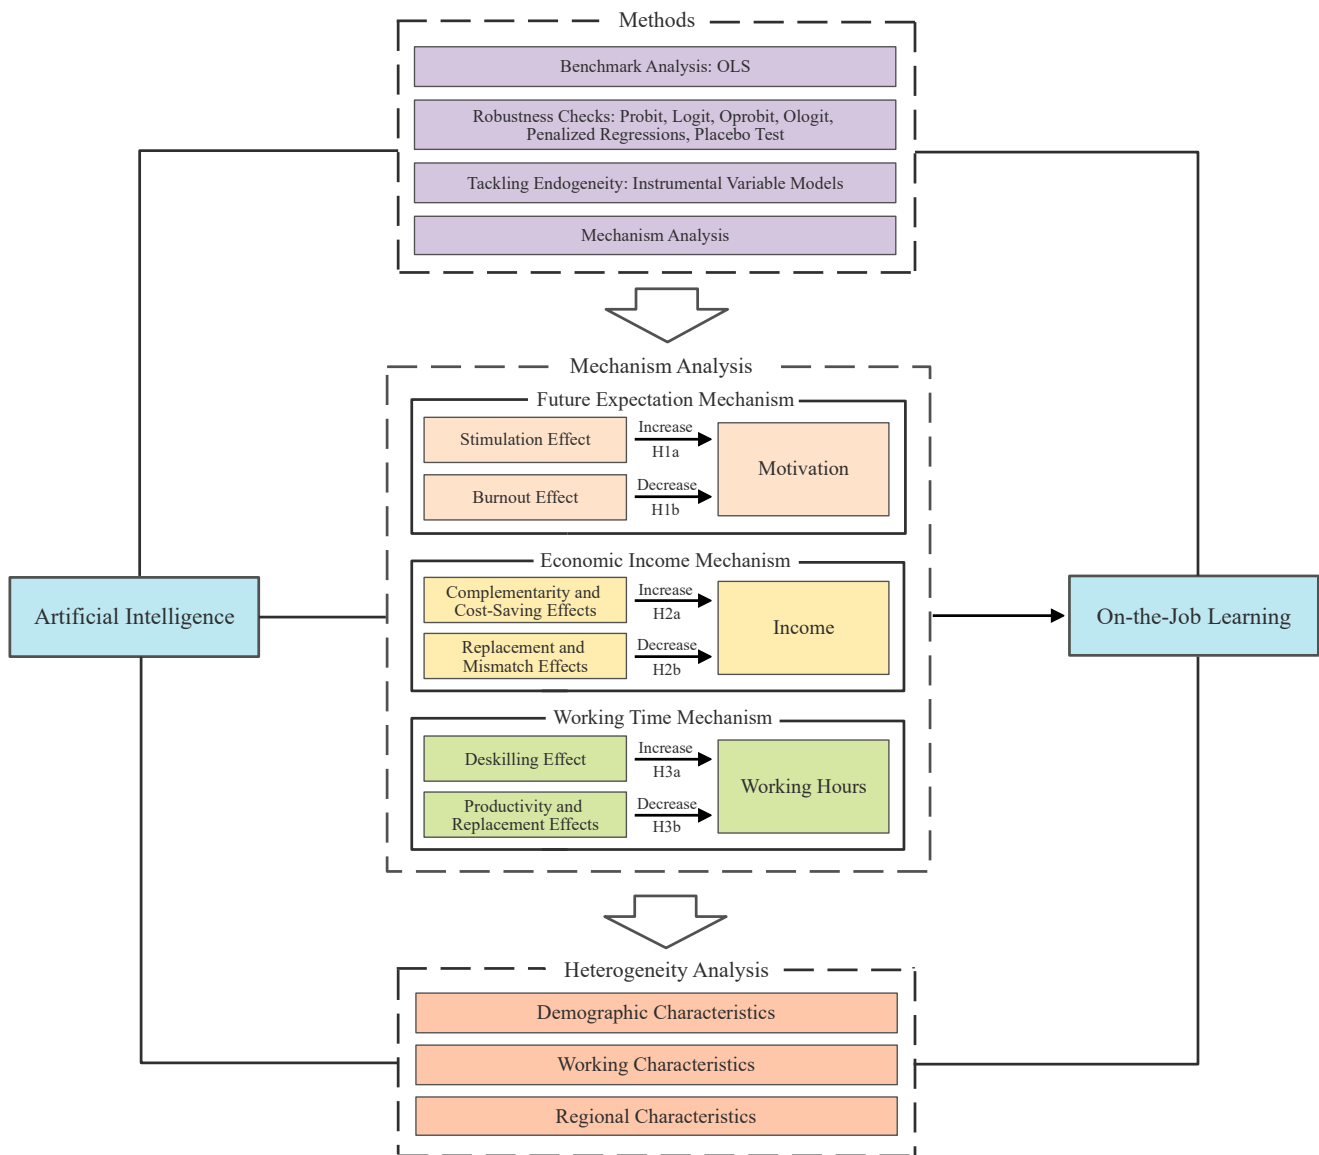 Methods
Benchmark Analysis: OLS
Robustness Checks: Probit, Logit, Oprobit, Ologit,
Penalized Regressions, Placebo Test
Tackling Endogeneity: Instrumental Variable Models
Mechanism Analysis
Mechanism Analysis
Future Expectation Mechanism
Stimulation Effect
Increase
H1a
Burnout Effect
Decrease
H1b
Motivation
Economic Income Mechanism
Complementarity and
Cost-Saving Effects
Increase
H2a
Replacement and
Mismatch Effects
Decrease
H2b
Income
Working Time Mechanism
Deskilling Effect
Increase
H3a
Productivity and
Replacement Effects
Decrease
H3b
Working Hours
Artificial Intelligence
On-the-Job Learning
Heterogeneity Analysis
Demographic Characteristics
Working Characteristics
Regional Characteristics